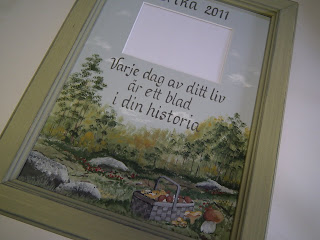 2011
Varje dag av ditt liv
är ett blad
i din historia